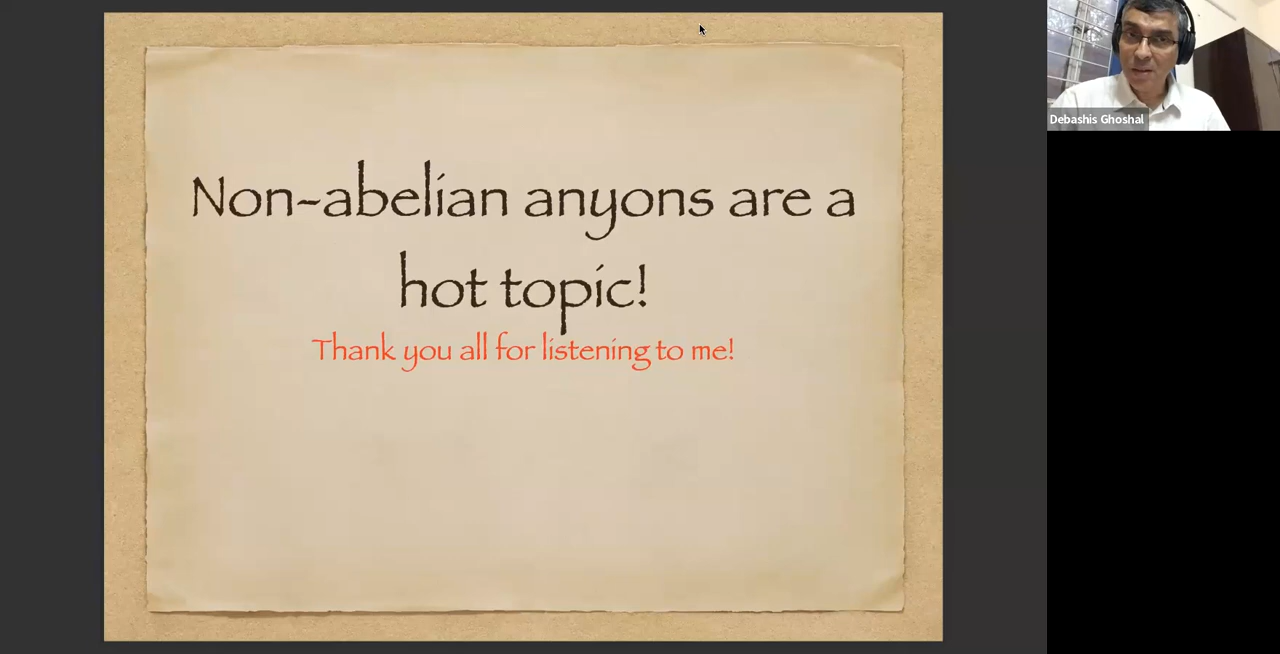 Non-abelian anyons are a
hot topic!
Thank you all for listening to me!
Debashis Ghoshal